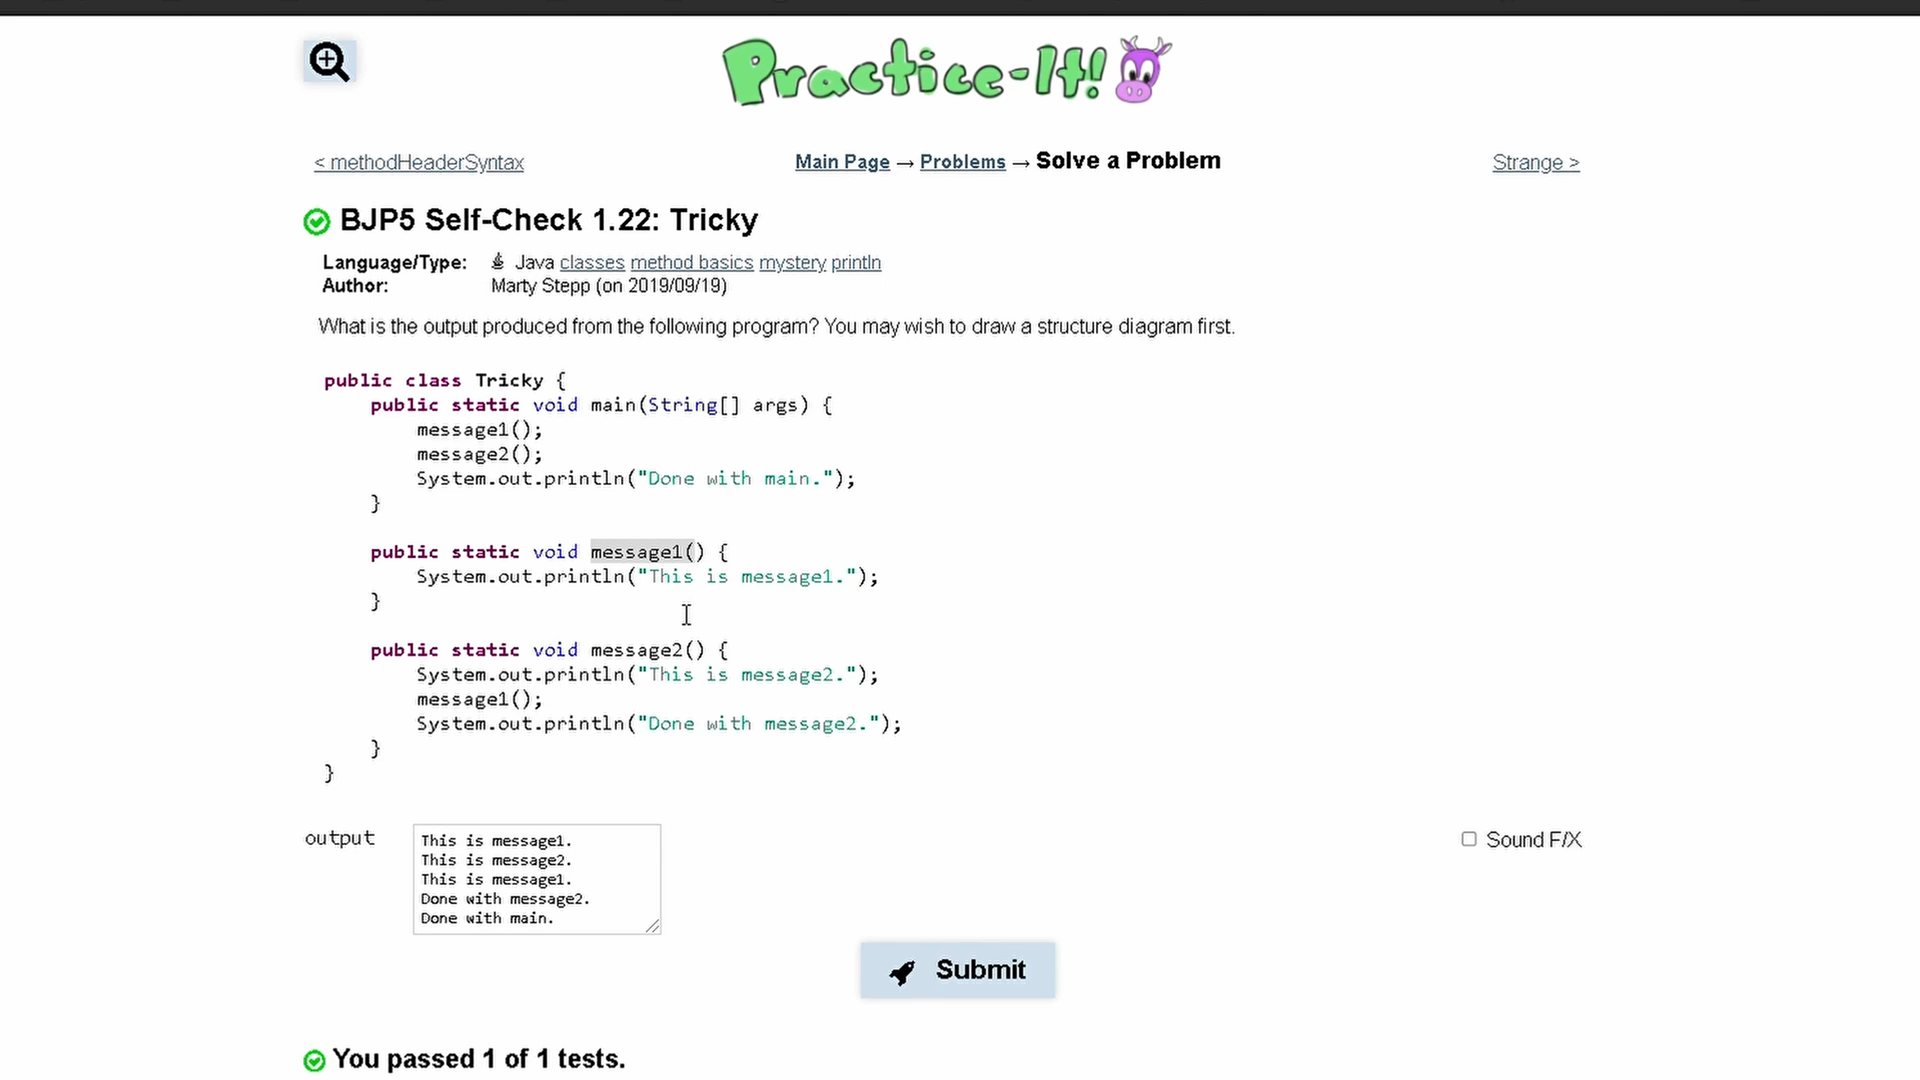 Practice-It!
< methodHeaderSyntax
Main Page → Problems → Solve a Problem
Strange >
BJP5 Self-Check 1.22: Tricky
Language/Type: Java classes method basics mystery println
Author: Marty Stepp (on 2019/09/19)
What is the output produced from the following program? You may wish to draw a structure diagram first.
public class Tricky {
    public static void main(String[] args) {
        message1();
        message2();
        System.out.println("Done with main.");
    }
    public static void message1() {
        System.out.println("This is message1.");
    }
    public static void message2() {
        System.out.println("This is message2.");
        message1();
        System.out.println("Done with message2.");
    }
}
output
This is message1.
This is message2.
This is message1.
Done with message2.
Done with main.
Sound F/X
Submit
You passed 1 of 1 tests.